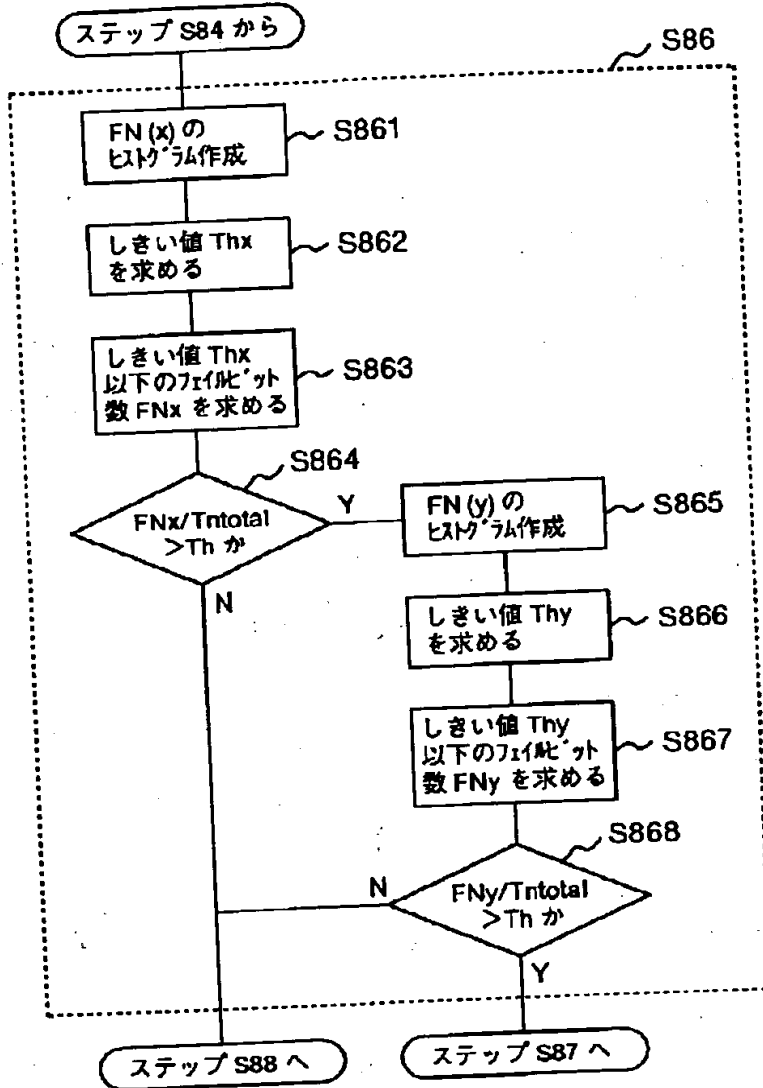 ステップ S84 から
S86
FN (x) の
ヒストグラム作成
S861
しきい値 Thx
を求める
S862
しきい値 Thx
以下のフェイルビット
数 FNx を求める
S863
S864
FNx/Tntotal
>Th か
Y
N
FN (y) の
ヒストグラム作成
S865
しきい値 Thy
を求める
S866
しきい値 Thy
以下のフェイルビット
数 FNy を求める
S867
S868
FNy/Tntotal
>Th か
N
Y
ステップ S88 へ
ステップ S87 へ